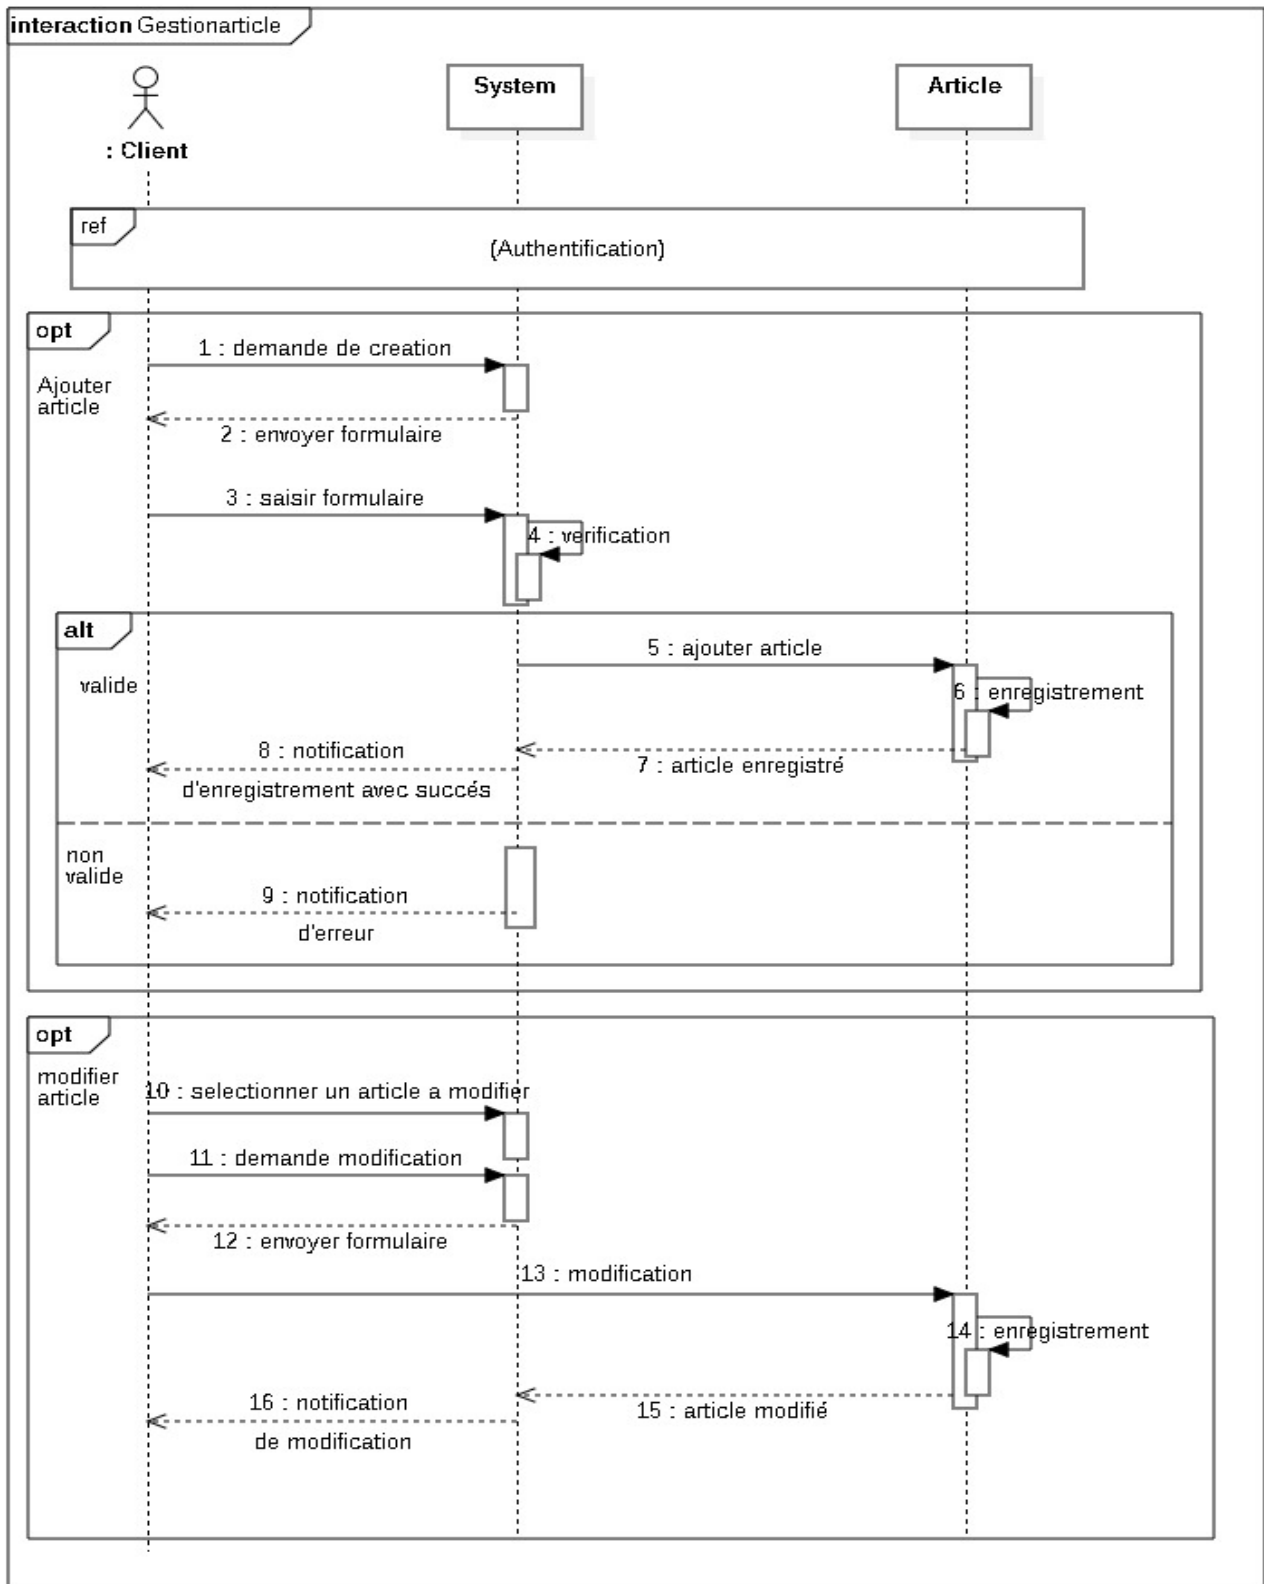 interaction Gestionarticle
System
Article
: Client
ref
(Authentification)
opt
1 : demande de creation
Ajouter
article
2 : envoyer formulaire
3 : saisir formulaire
4 : verification
alt
5 : ajouter article
valide
6 : enregistrement
8 : notification
7 : article enregistré
d'enregistrement avec succés
non
valide
9 : notification
d'erreur
opt
modifier
article
10 : selectionner un article a modifier
11 : demande modification
12 : envoyer formulaire
13 : modification
14 : enregistrement
16 : notification
15 : article modifié
de modification